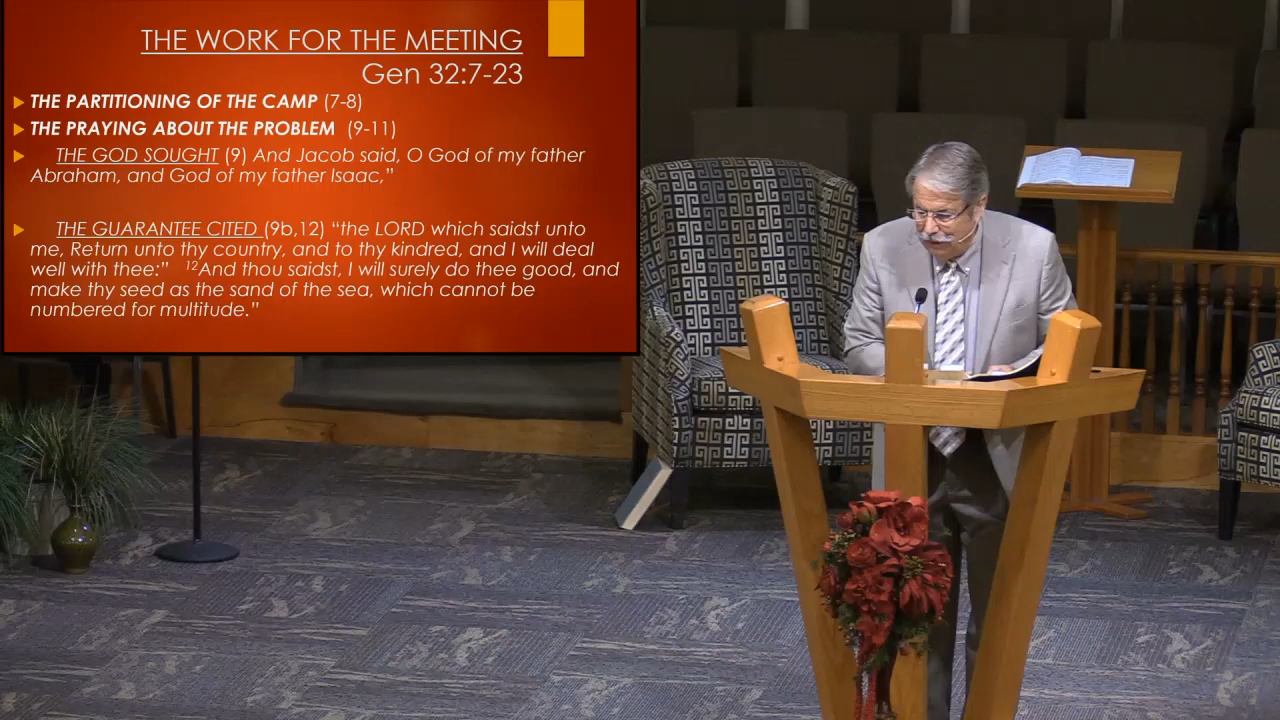 THE WORK FOR THE MEETING
Gen 32:7-23
THE PARTITIONING OF THE CAMP (7-8)
THE PRAYING ABOUT THE PROBLEM (9-11)
THE GOD SOUGHT (9) And Jacob said, O God of my father
Abraham, and God of my father Isaac,"
THE GUARANTEE CITED (9b,12) "the LORD which saidst unto
me, Return unto thy country, and to thy kindred, and I will deal
well with thee:" ¹²And thou saidst, I will surely do thee good, and
make thy seed as the sand of the sea, which cannot be
numbered for multitude."